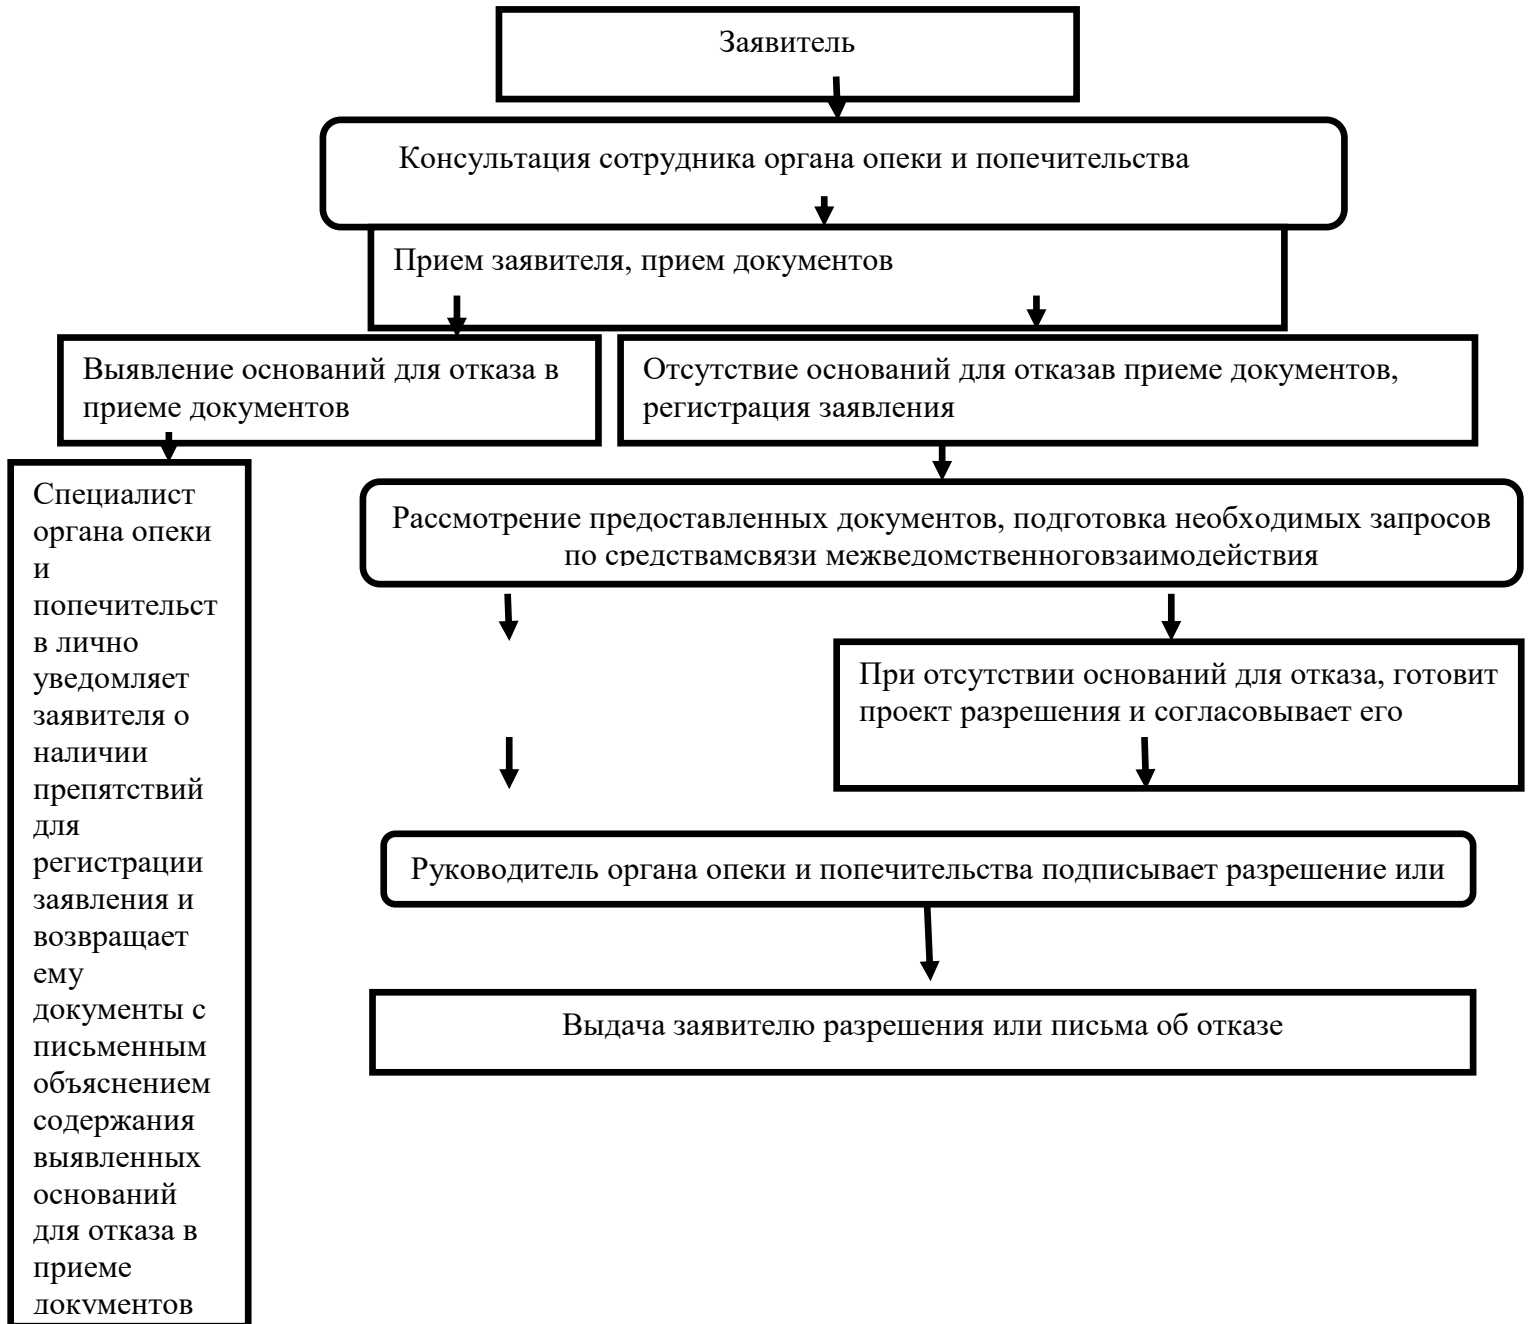 Заявитель
Консультация сотрудника органа опеки и попечительства
Прием заявителя, прием документов
Выявление оснований для отказа в
приеме документов
Отсутствие оснований для отказав приеме документов,
регистрация заявления
Специалист
органа опеки
и
попечительст
в лично
уведомляет
заявителя о
наличии
препятствий
для
регистрации
заявления и
возвращает
ему
документы с
письменным
объяснением
содержания
выявленных
оснований
для отказа в
приеме
документов
Рассмотрение предоставленных документов, подготовка необходимых запросов
по средствамсвязи межведомственноговзаимодействия
При отсутствии оснований для отказа, готовит
проект разрешения и согласовывает его
Руководитель органа опеки и попечительства подписывает разрешение или
Выдача заявителю разрешения или письма об отказе